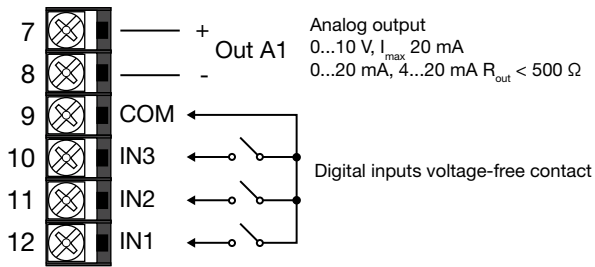 7 + Out A1 Analog output
0...10 V, Imax 20 mA
8 - 0...20 mA, 4...20 mA Rout < 500 Ω
9 COM
10 IN3 Digital inputs voltage-free contact
11 IN2
12 IN1